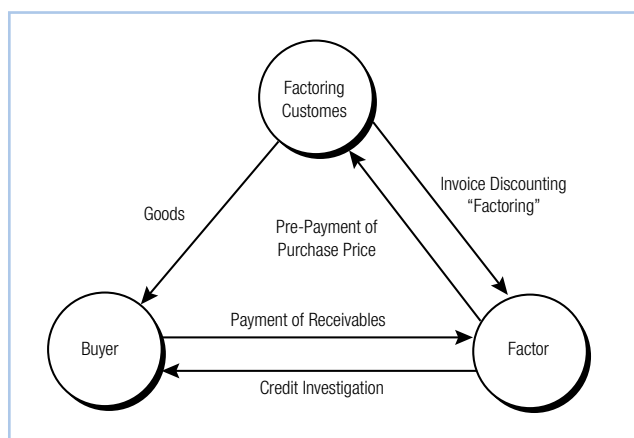 Factoring
Customes
Goods
Pre-Payment of
Purchase Price
Invoice Discounting
“Factoring”
Buyer
Payment of Receivables
Credit Investigation
Factor